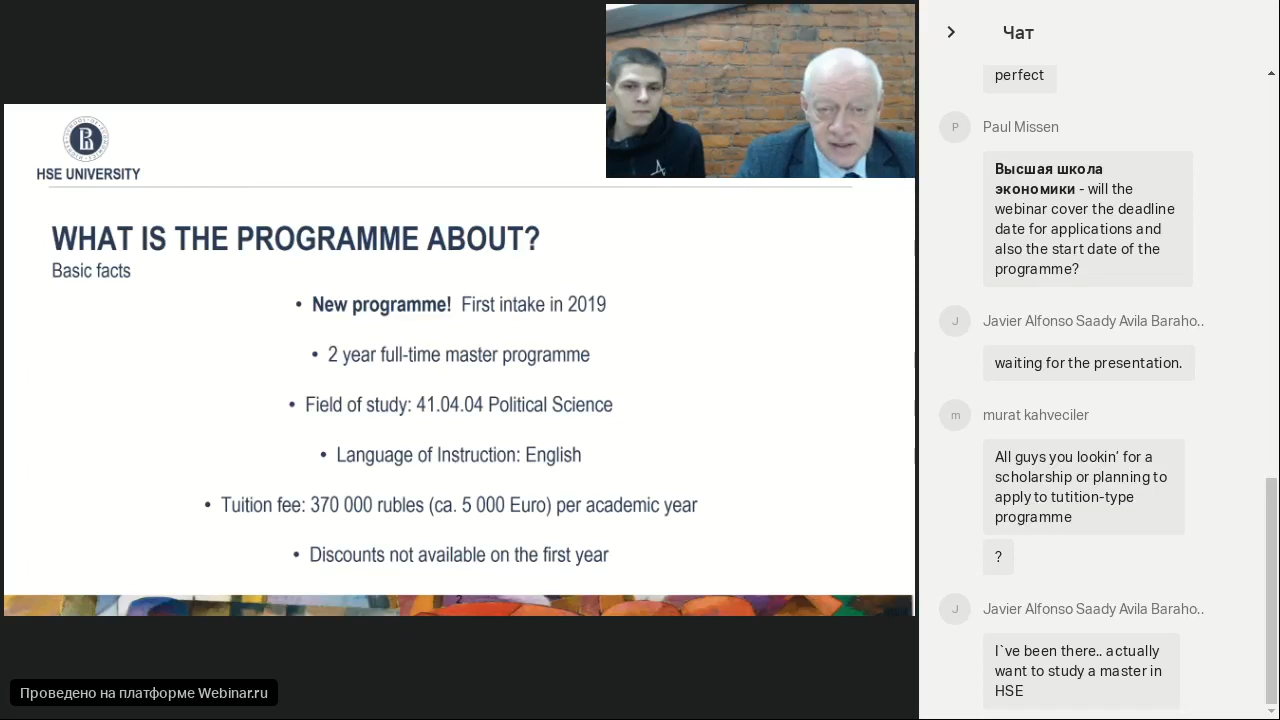 HSE UNIVERSITY
WHAT IS THE PROGRAMME ABOUT?
Basic facts
• New programme! First intake in 2019
• 2 year full-time master programme
• Field of study: 41.04.04 Political Science
• Language of Instruction: English
• Tuition fee: 370 000 rubles (ca. 5 000 Euro) per academic year
• Discounts not available on the first year
2
Проведено на платформе Webinar.ru
Чат
perfect
P
Paul Missen
Высшая школа
экономики - will the
webinar cover the deadline
date for applications and
also the start date of the
programme?
J
Javier Alfonso Saady Avila Baraho..
waiting for the presentation.
m
murat kahveciler
All guys you lookin’ for a
scholarship or planning to
apply to tutition-type
programme
?
J
Javier Alfonso Saady Avila Baraho..
I`ve been there.. actually
want to study a master in
HSE